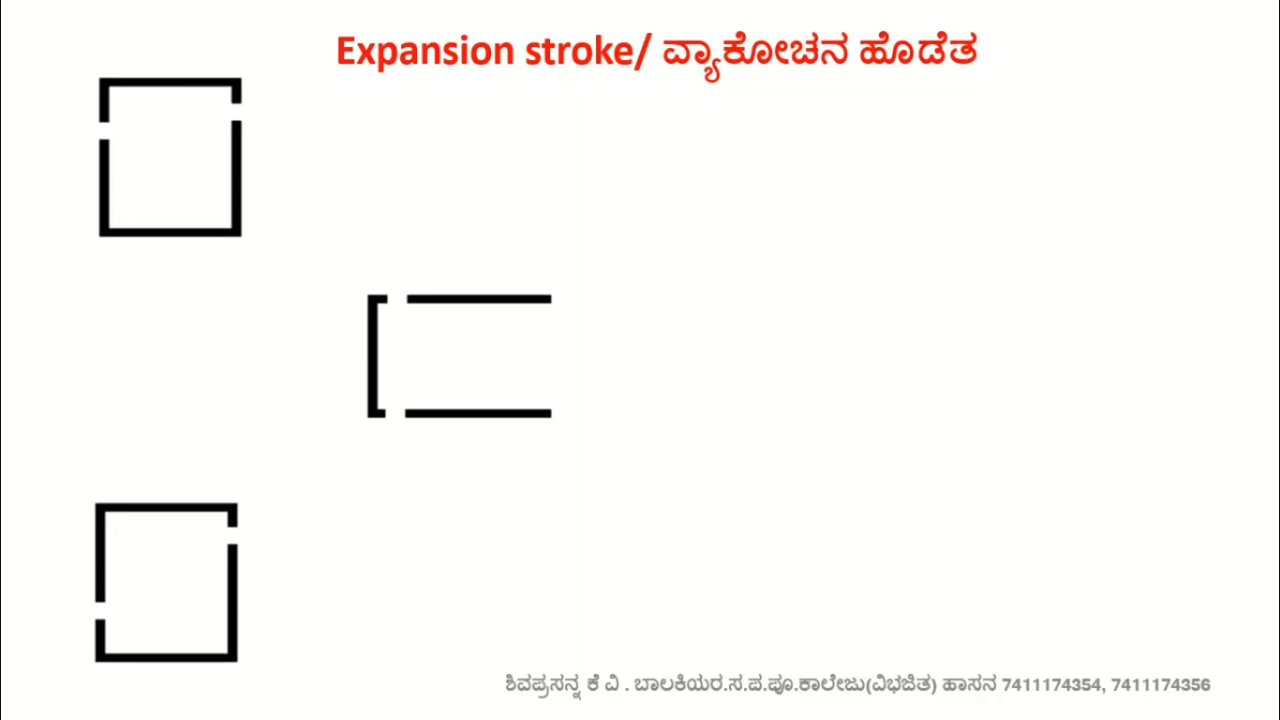 Expansion stroke/ ವ್ಯಾಕೋಚನ ಹೊಡೆತ
ಶಿವಪ್ರಸನ್ನ ಕೆ ವಿ . ಬಾಲಕಿಯರ.ಸ.ಪ.ಪೂ.ಕಾಲೇಜು(ವಿಭಜಿತ) ಹಾಸನ 7411174354, 7411174356